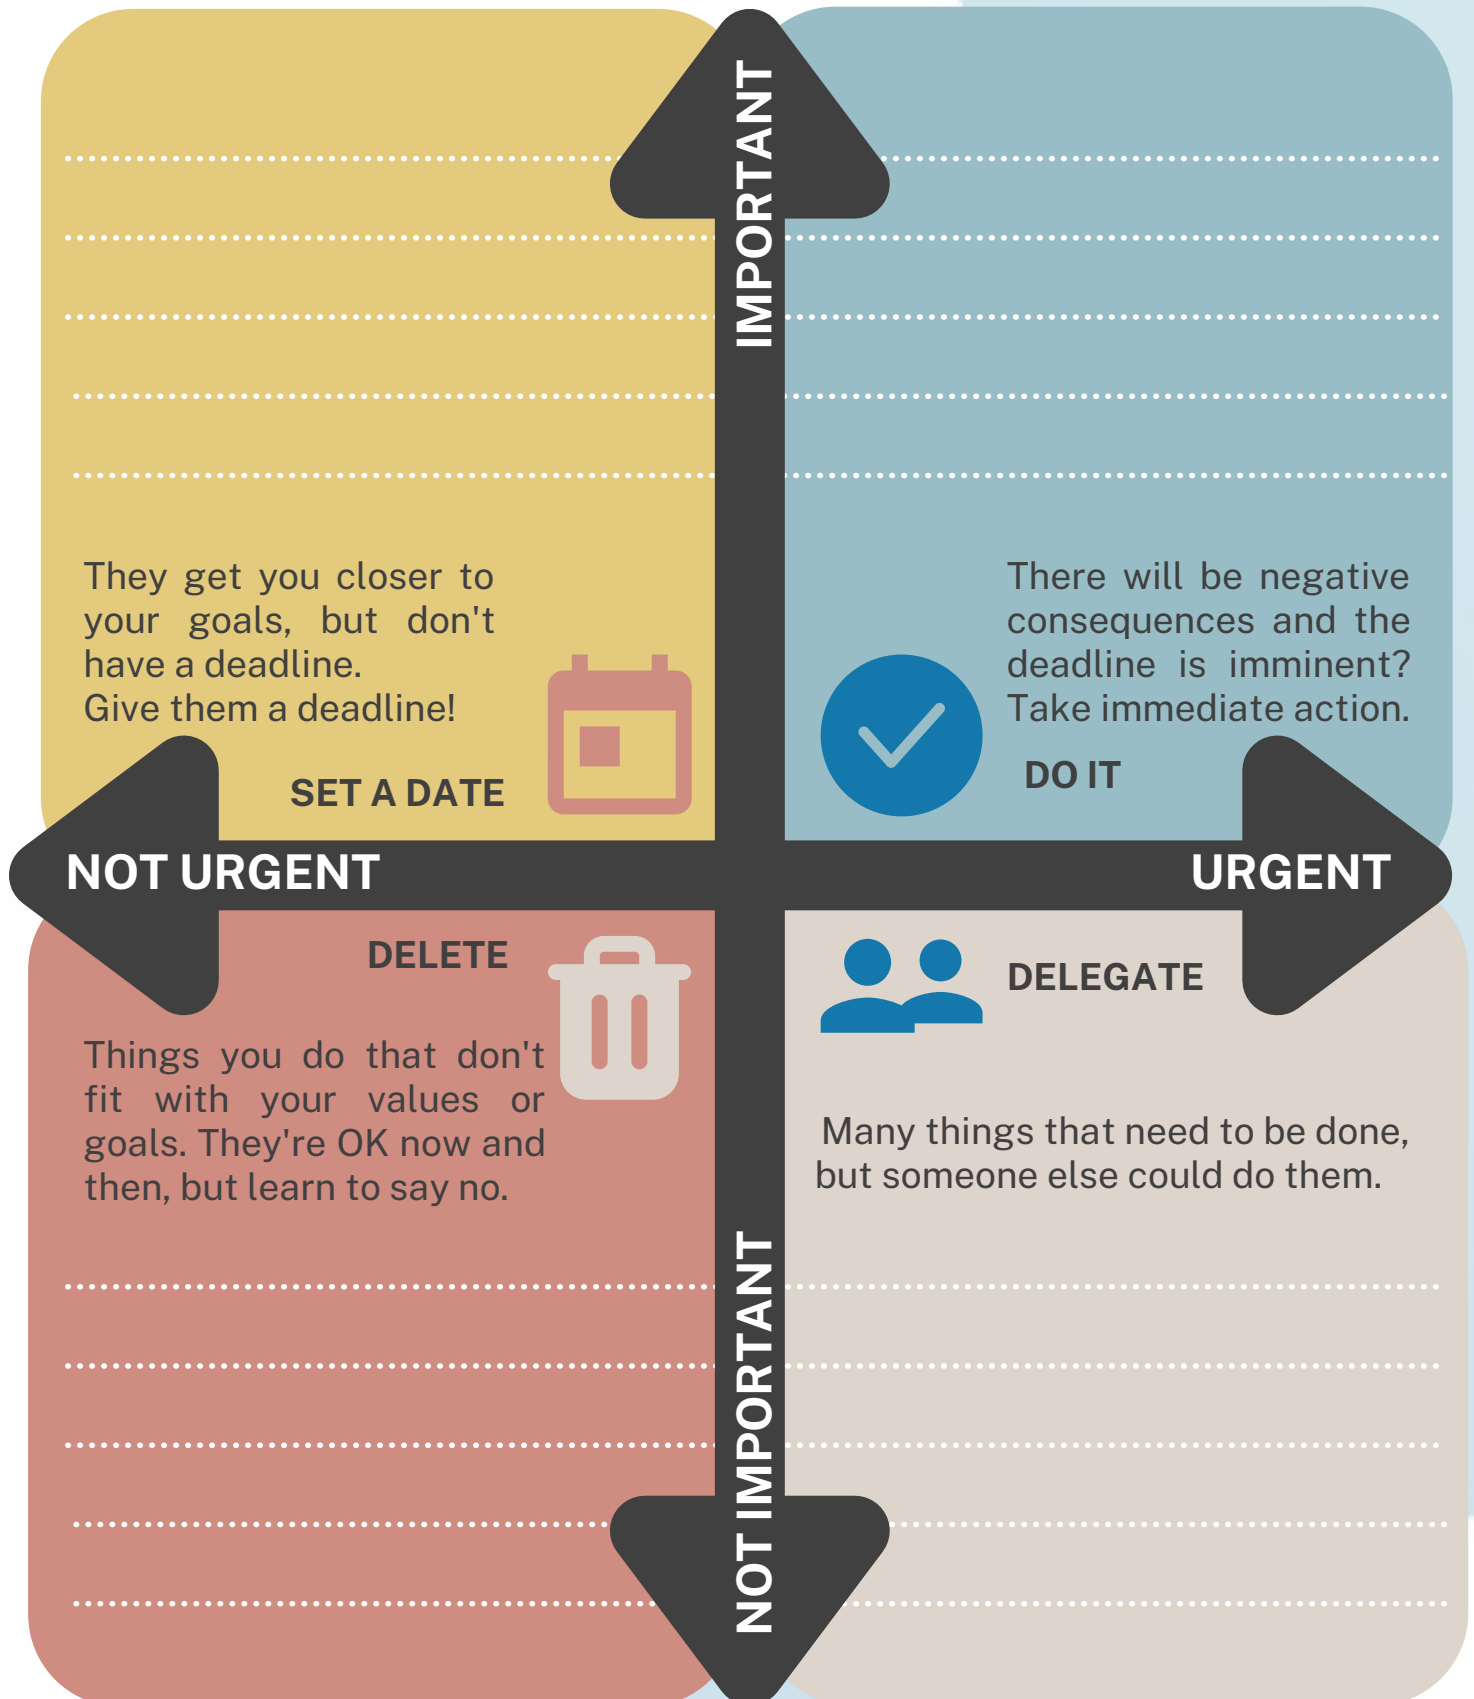 IMPORTANT
They get you closer to
your goals, but don't
have a deadline.
Give them a deadline!
SET A DATE
There will be negative
consequences and the
deadline is imminent?
Take immediate action.
DO IT
NOT URGENT
URGENT
DELETE
Things you do that don't
fit with your values or
goals. They're OK now and
then, but learn to say no.
DELEGATE
Many things that need to be done,
but someone else could do them.
NOT IMPORTANT